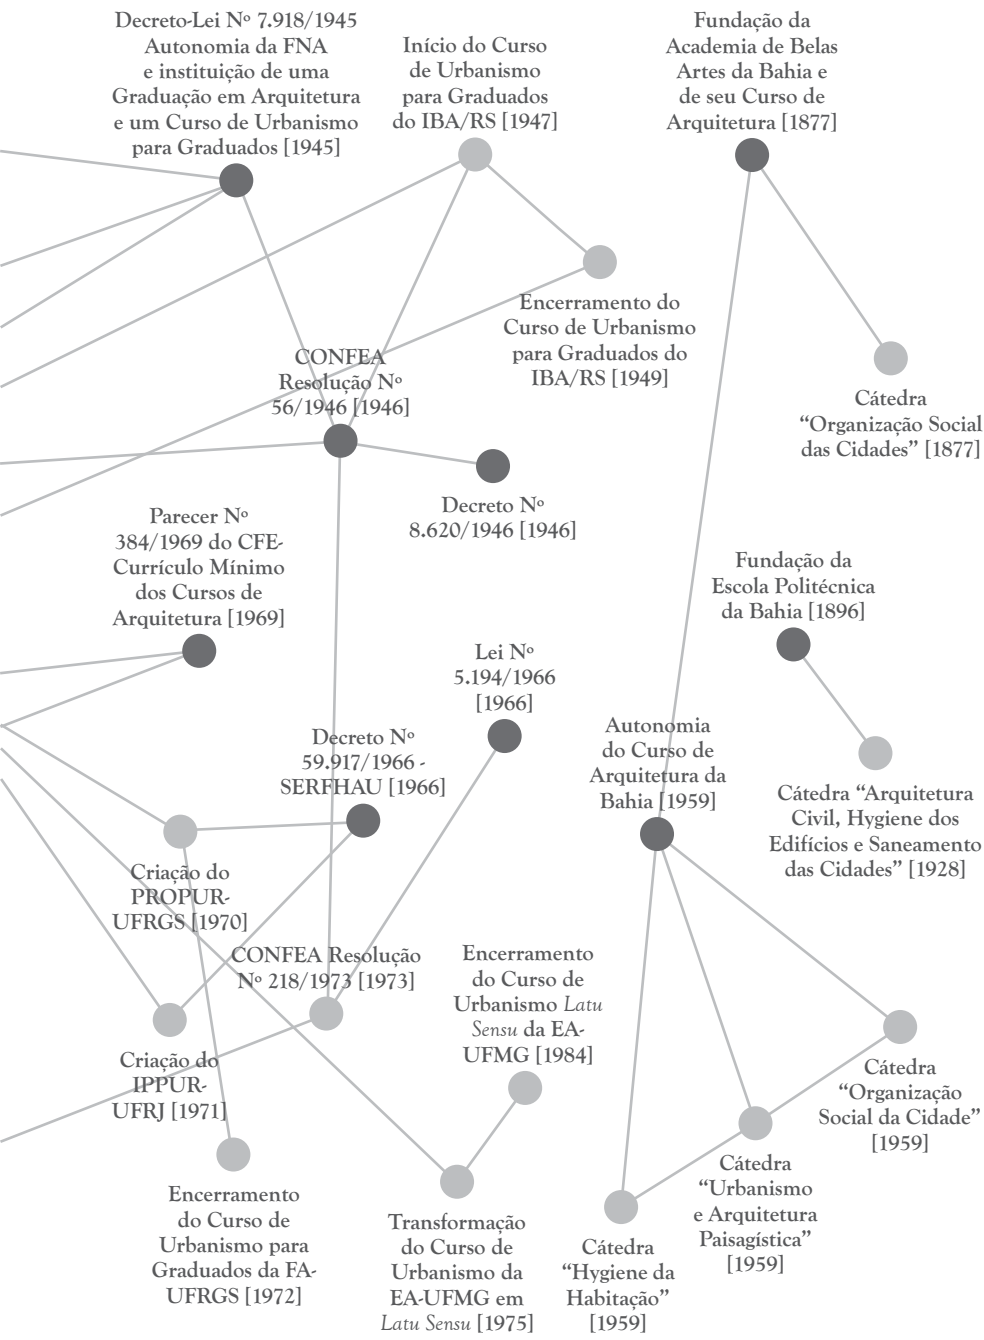 Decreto-Lei Nº 7.918/1945
Autonomia da FNA
e instituição de uma
Graduação em Arquitetura
e um Curso de Urbanismo
para Graduados [1945]
Início do Curso
de Urbanismo
para Graduados
do IBA/RS [1947]
Fundação da
Academia de Belas
Artes da Bahia e
de seu Curso de
Arquitetura [1877]
Encerramento do
Curso de Urbanismo
para Graduados do
IBA/RS [1949]
CONFEA
Resolução Nº
56/1946 [1946]
Cátedra
“Organização Social
das Cidades” [1877]
Decreto Nº
8.620/1946 [1946]
Parecer Nº
384/1969 do CFE-
Currículo Mínimo
dos Cursos de
Arquitetura [1969]
Fundação da
Escola Politécnica
da Bahia [1896]
Lei Nº
5.194/1966
[1966]
Decreto Nº
59.917/1966 -
SERFHAU [1966]
Autonomia
do Curso de
Arquitetura da
Bahia [1959]
Cátedra “Arquitetura
Civil, Hygiene dos
Edifícios e Saneamento
das Cidades” [1928]
Criação do
PROPUR-
UFRGS [1970]
CONFEA Resolução
Nº 218/1973 [1973]
Encerramento
do Curso de
Urbanismo Latu
Sensu da EA-
UFMG [1984]
Criação do
IPPUR-
UFRJ [1971]
Cátedra
“Organização
Social da Cidade”
[1959]
Cátedra
“Urbanismo
e Arquitetura
Paisagística”
[1959]
Encerramento
do Curso de
Urbanismo para
Graduados da FA-
UFRGS [1972]
Transformação
do Curso de
Urbanismo da
EA-UFMG em
Latu Sensu [1975]
Cátedra
“Hygiene da
Habitação”
[1959]